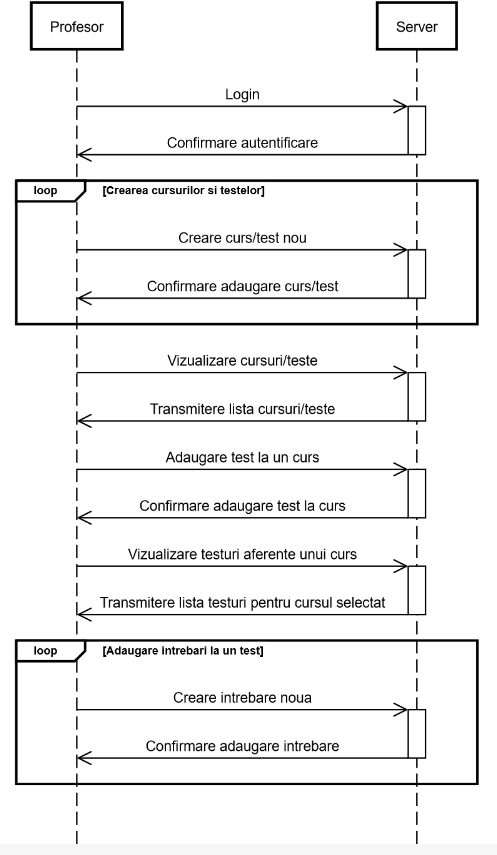 Profesor
Server
Login
Confirmare autentificare
loop
[Crearea cursurilor si testelor]
Creare curs/test nou
Confirmare adaugare curs/test
Vizualizare cursuri/teste
Transmitere lista cursuri/teste
Adaugare test la un curs
Confirmare adaugare test la curs
Vizualizare testuri aferente unui curs
Transmitere lista testuri pentru cursul selectat
loop
[Adaugare intrebari la un test]
Creare intrebare noua
Confirmare adaugare intrebare